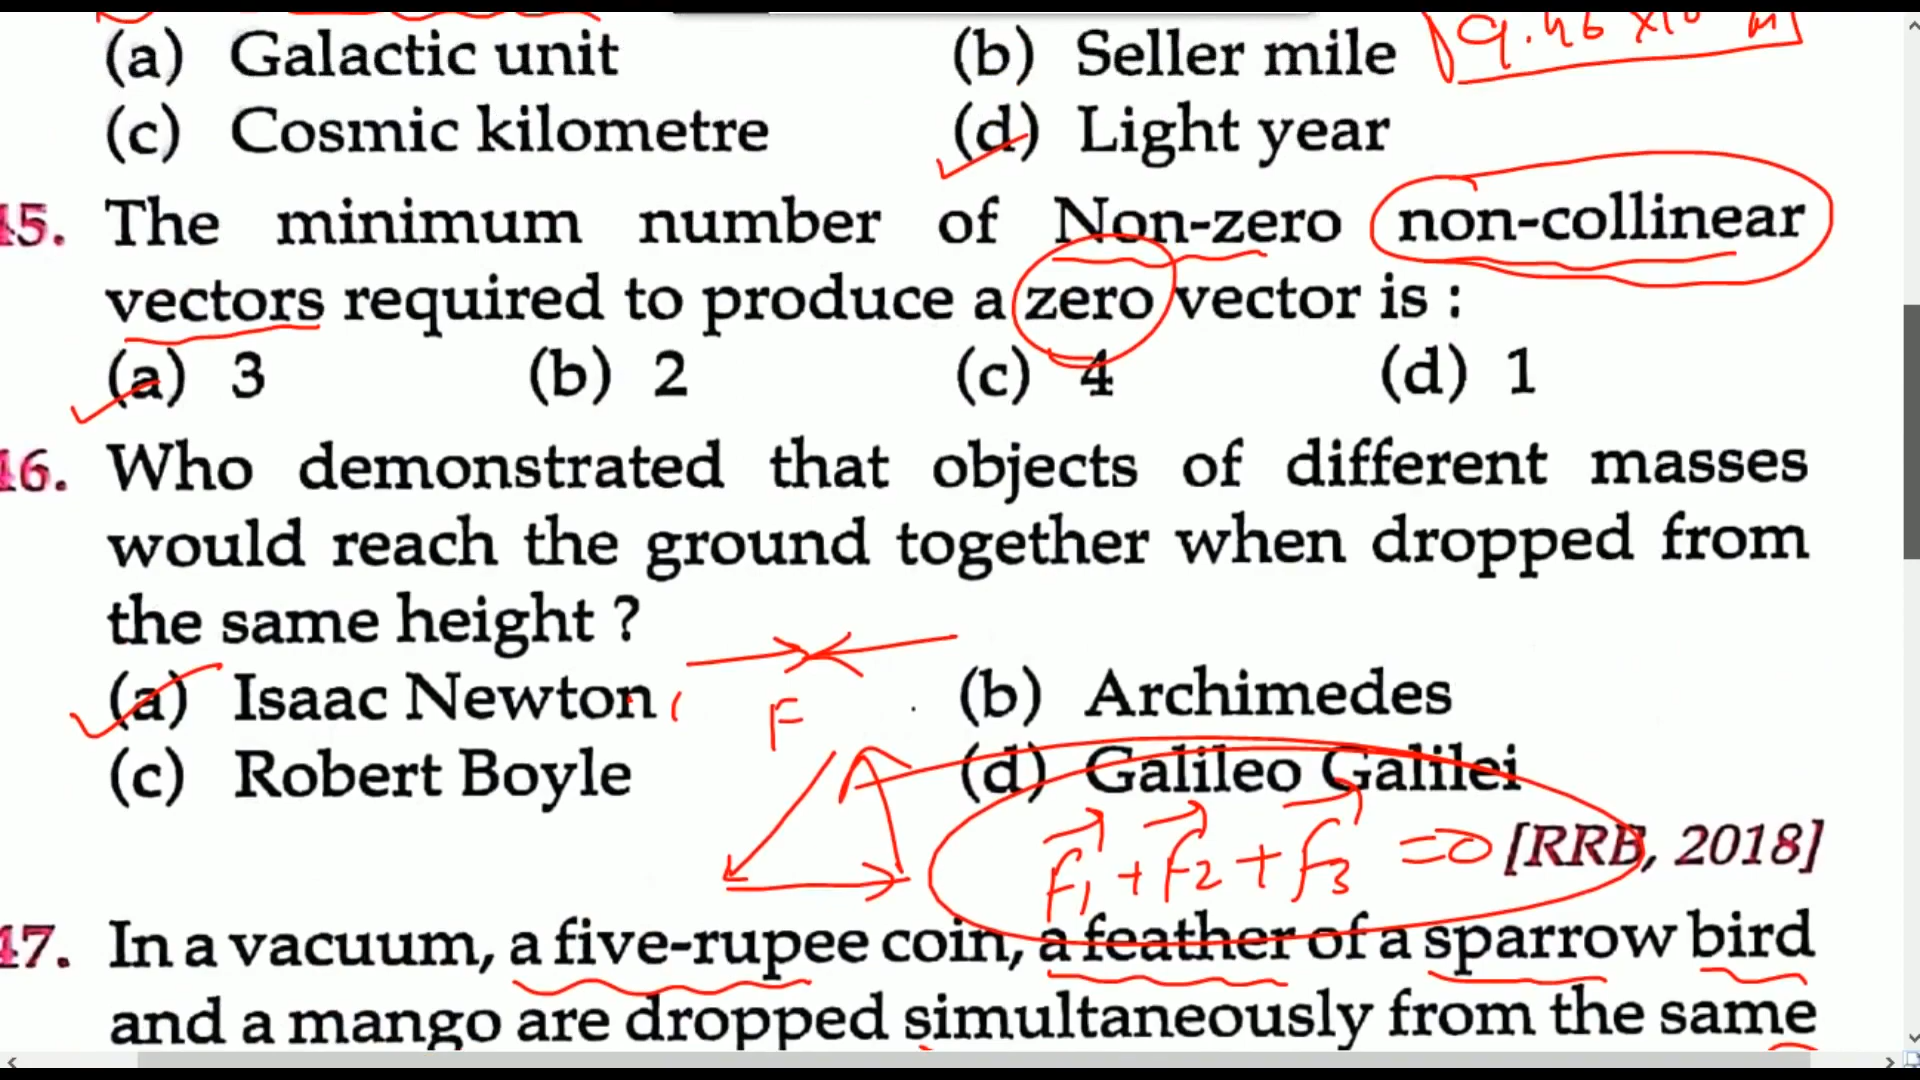 9.46 × 10 m
(a) Galactic unit (b) Seller mile
(c) Cosmic kilometre (d) Light year
45. The minimum number of Non-zero non-collinear
vectors required to produce a zero vector is :
(a) 3 (b) 2 (c) 4 (d) 1
46. Who demonstrated that objects of different masses
would reach the ground together when dropped from
the same height ?
(a) Isaac Newton (b) Archimedes
F
(c) Robert Boyle (d) Galileo Galilei
F1 + F2 + F3 = 0 [RRB, 2018]
47. In a vacuum, a five-rupee coin, a feather of a sparrow bird
and a mango are dropped simultaneously from the same